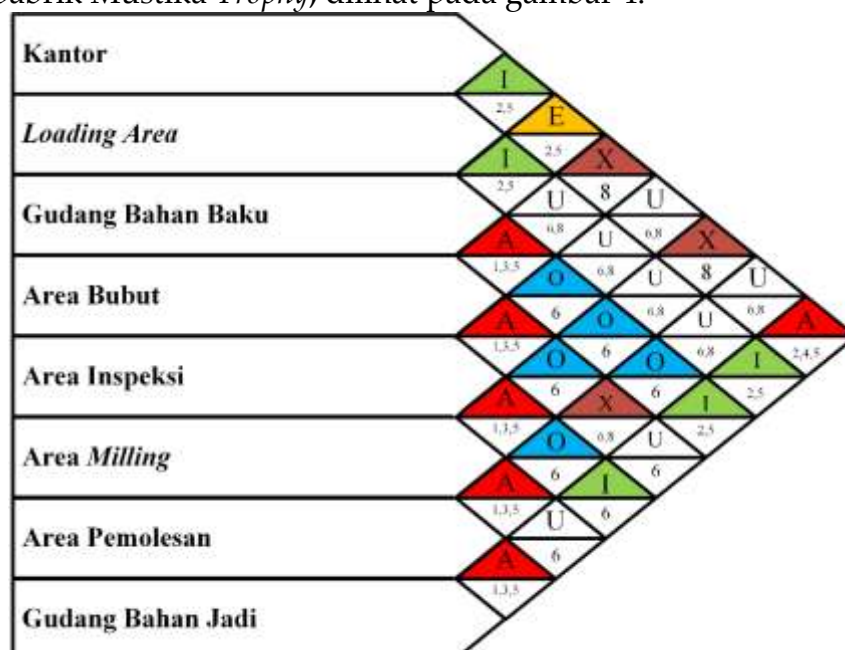 pabrik Mustika Trophy, dilihat pada gambar 4.
Kantor
I
2,5 E
Loading Area
I 2,5 X
2,5 U 8 U
Gudang Bahan Baku
A 6,8 U 6,8 X
1,3,5 O 6,8 U 8 U
Area Bubut
A 6 O 6,8 U 6,8 A
1,3,5 O 6 O 6,8 I 2,4,5
Area Inspeksi
A 6 X 6 I 2,5
1,3,5 O 6,8 U 2,5
Area Milling
A 6 I 6
1,3,5 U 6
Area Pemolesan
A 6
1,3,5
Gudang Bahan Jadi